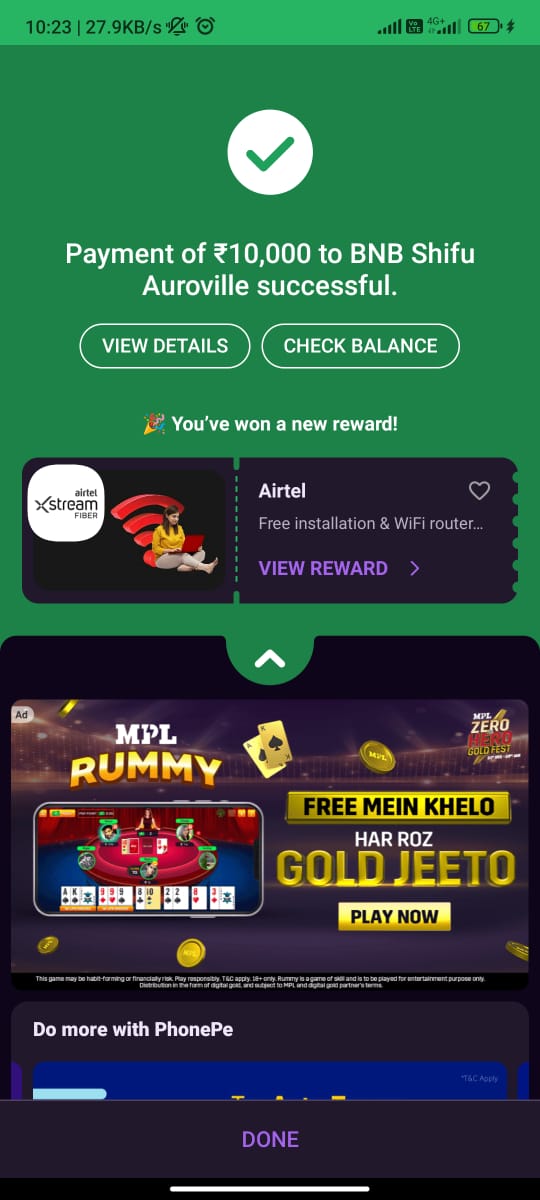 10:23 | 27.9KB/s
Vo
LTE
4G+
67
Payment of ₹10,000 to BNB Shifu
Auroville successful.
VIEW DETAILS
CHECK BALANCE
You've won a new reward!
airtel
Xstream
FIBER
Airtel
Free installation & WiFi router...
VIEW REWARD
Ad
MPL
RUMMY
MPL
MPL
ZERO
HERO
GOLD FEST
FREE MEIN KHELO
HAR ROZ
GOLD JEETO
PLAY NOW
This game may be habit-forming or financially risk. Play responsibly. T&C apply. 18+ only. Rummy is a game of skill and is to be played for entertainment purpose only.
Distribution in the form of digital gold, and subject to MPL and digital gold partner's terms.
Do more with PhonePe
*T&C Apply
DONE